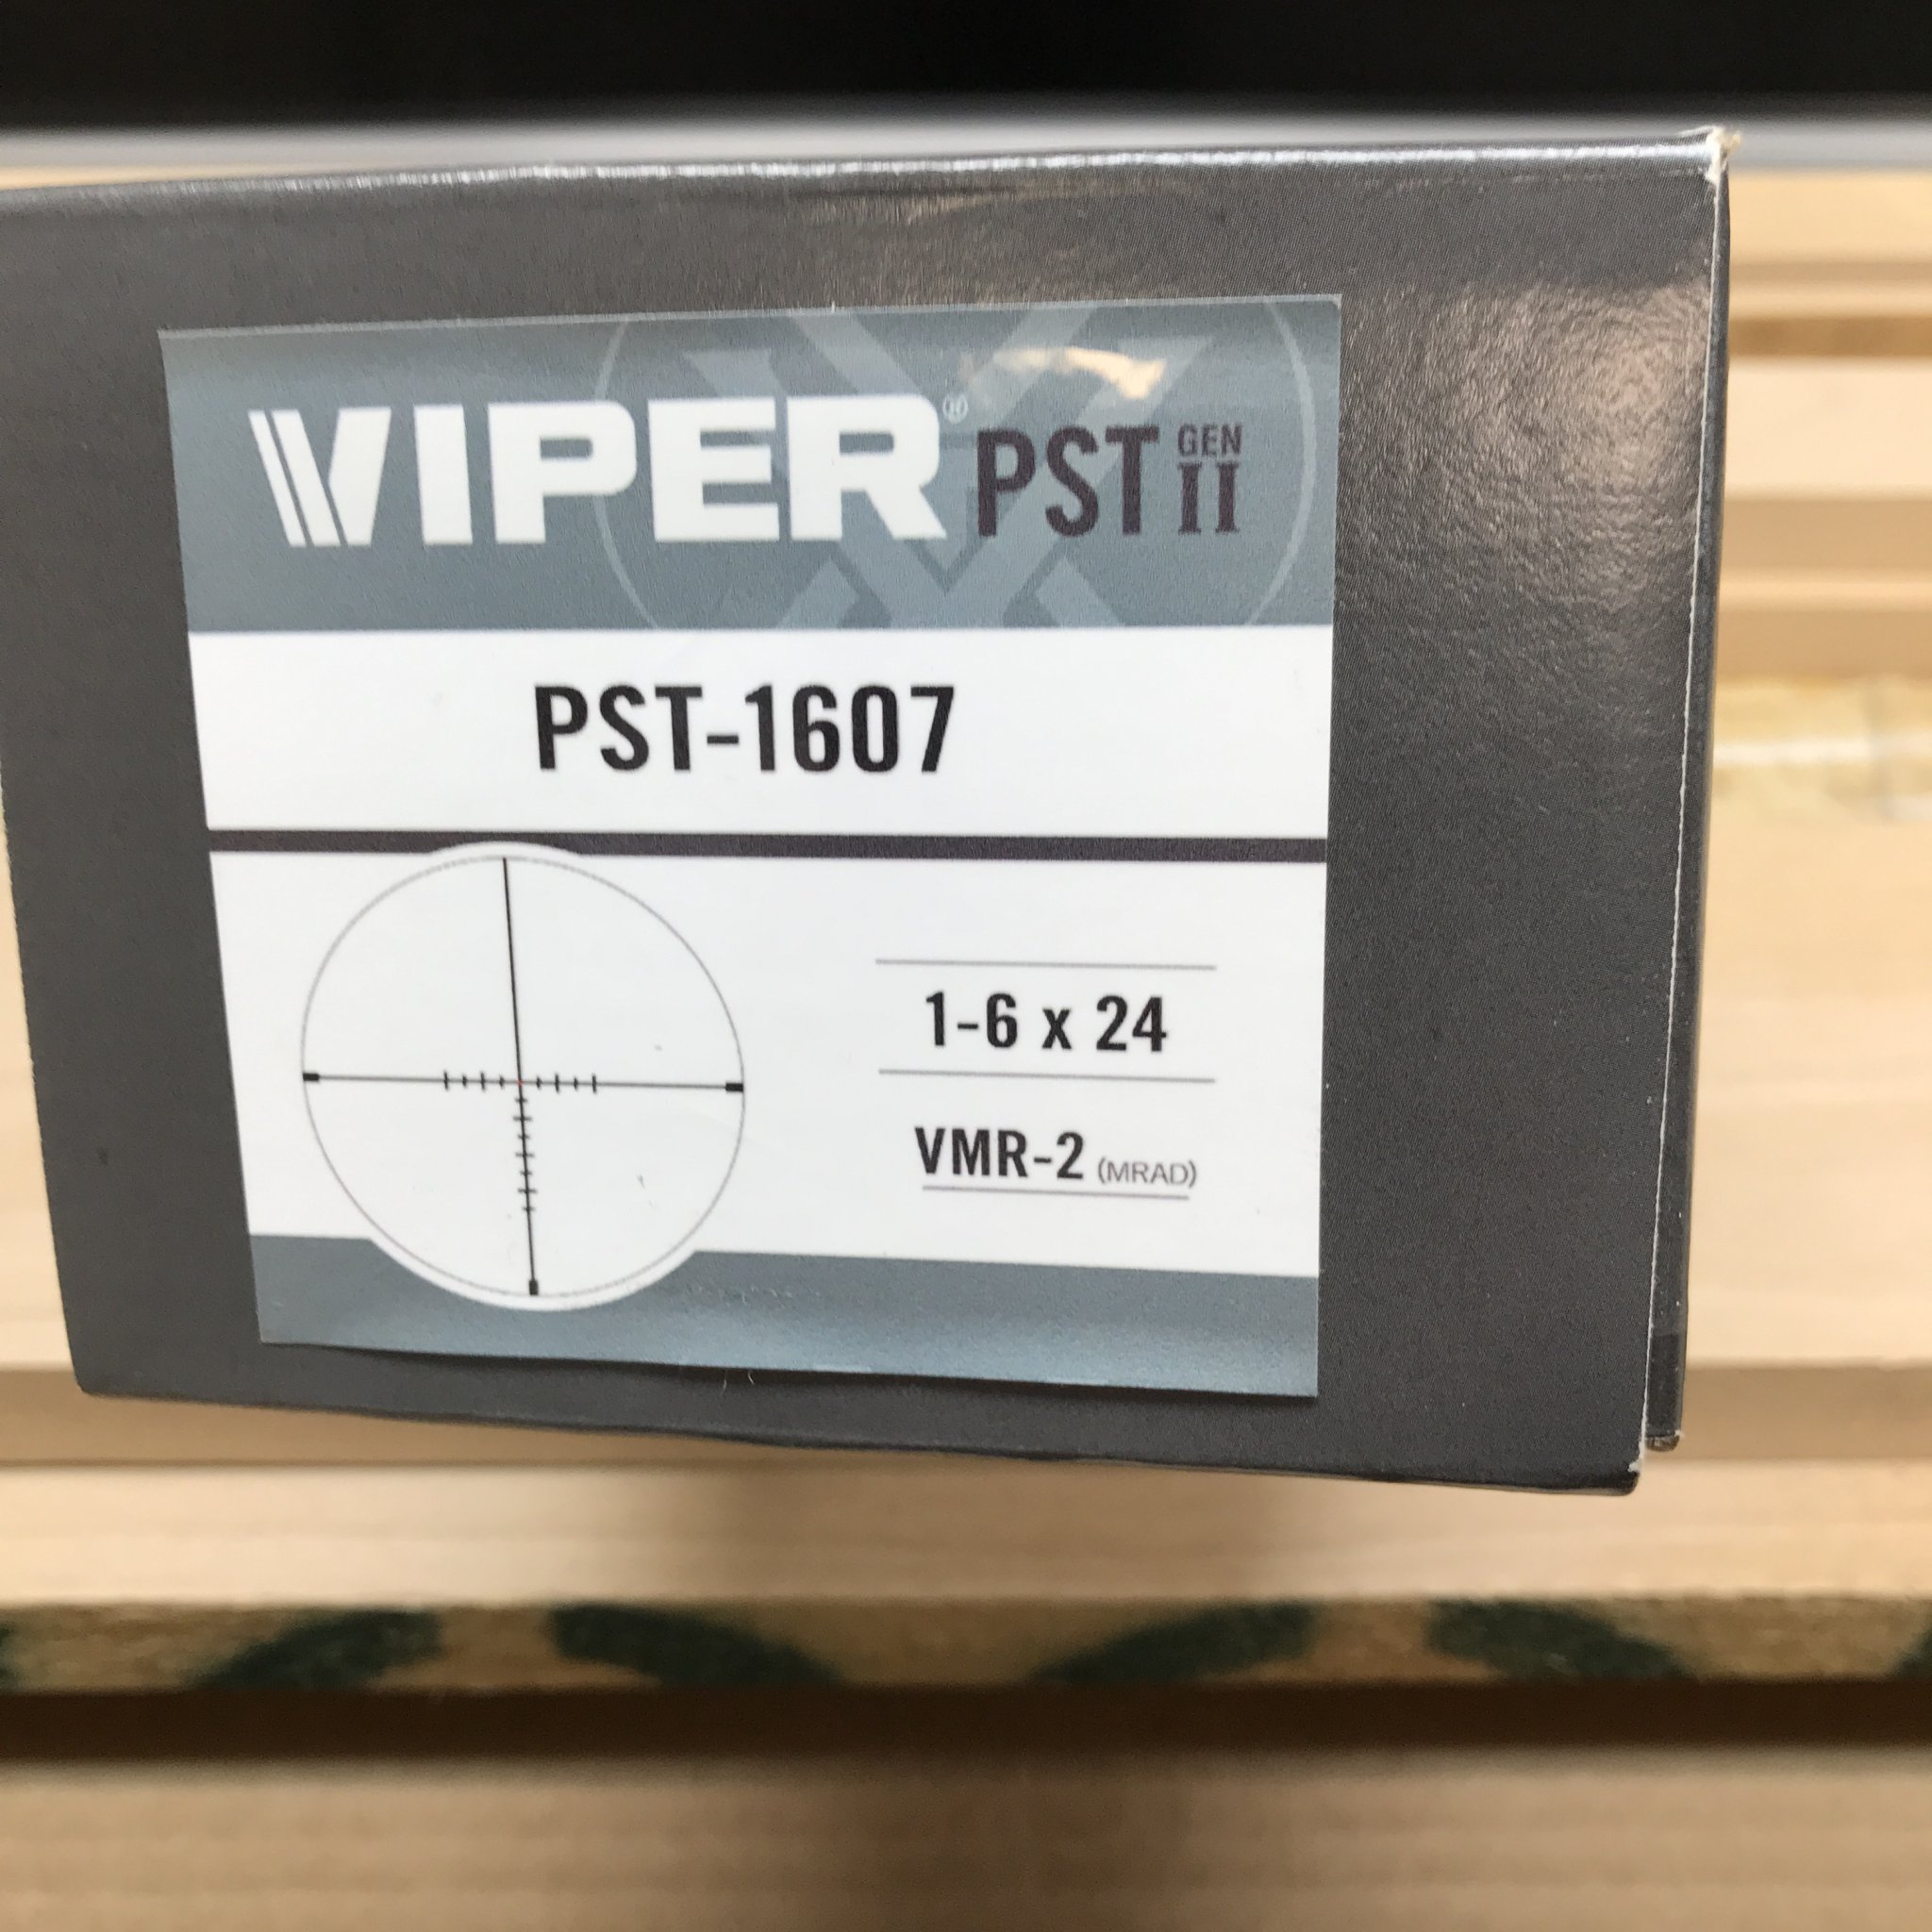 VIPER® PST GEN II
PST-1607
1-6 x 24
VMR-2 (MRAD)